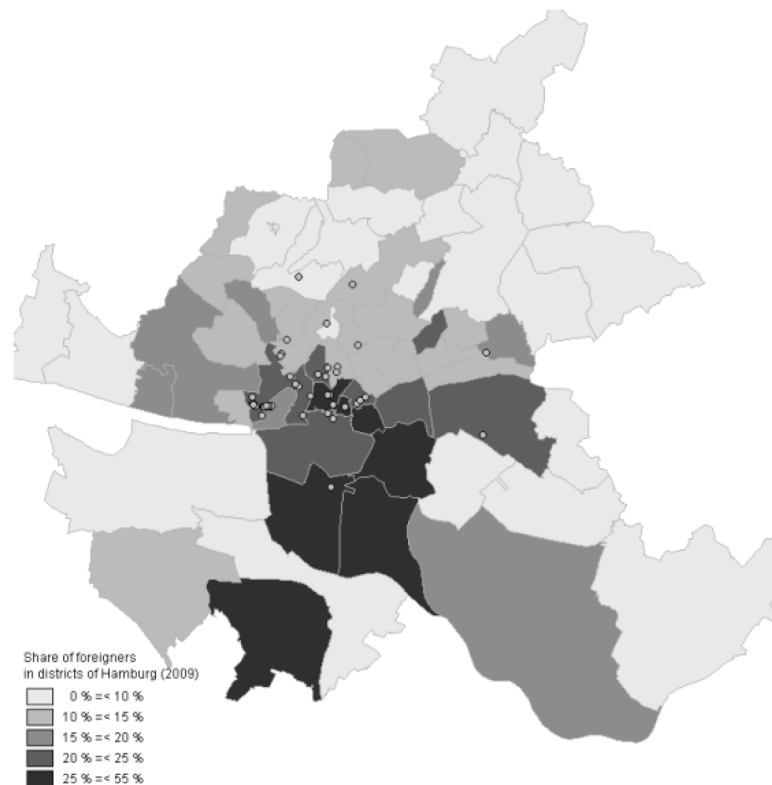 Share of foreigners
in districts of Hamburg (2009)
0 % =< 10 %
10 % =< 15 %
15 % =< 20 %
20 % =< 25 %
25 % =< 55 %